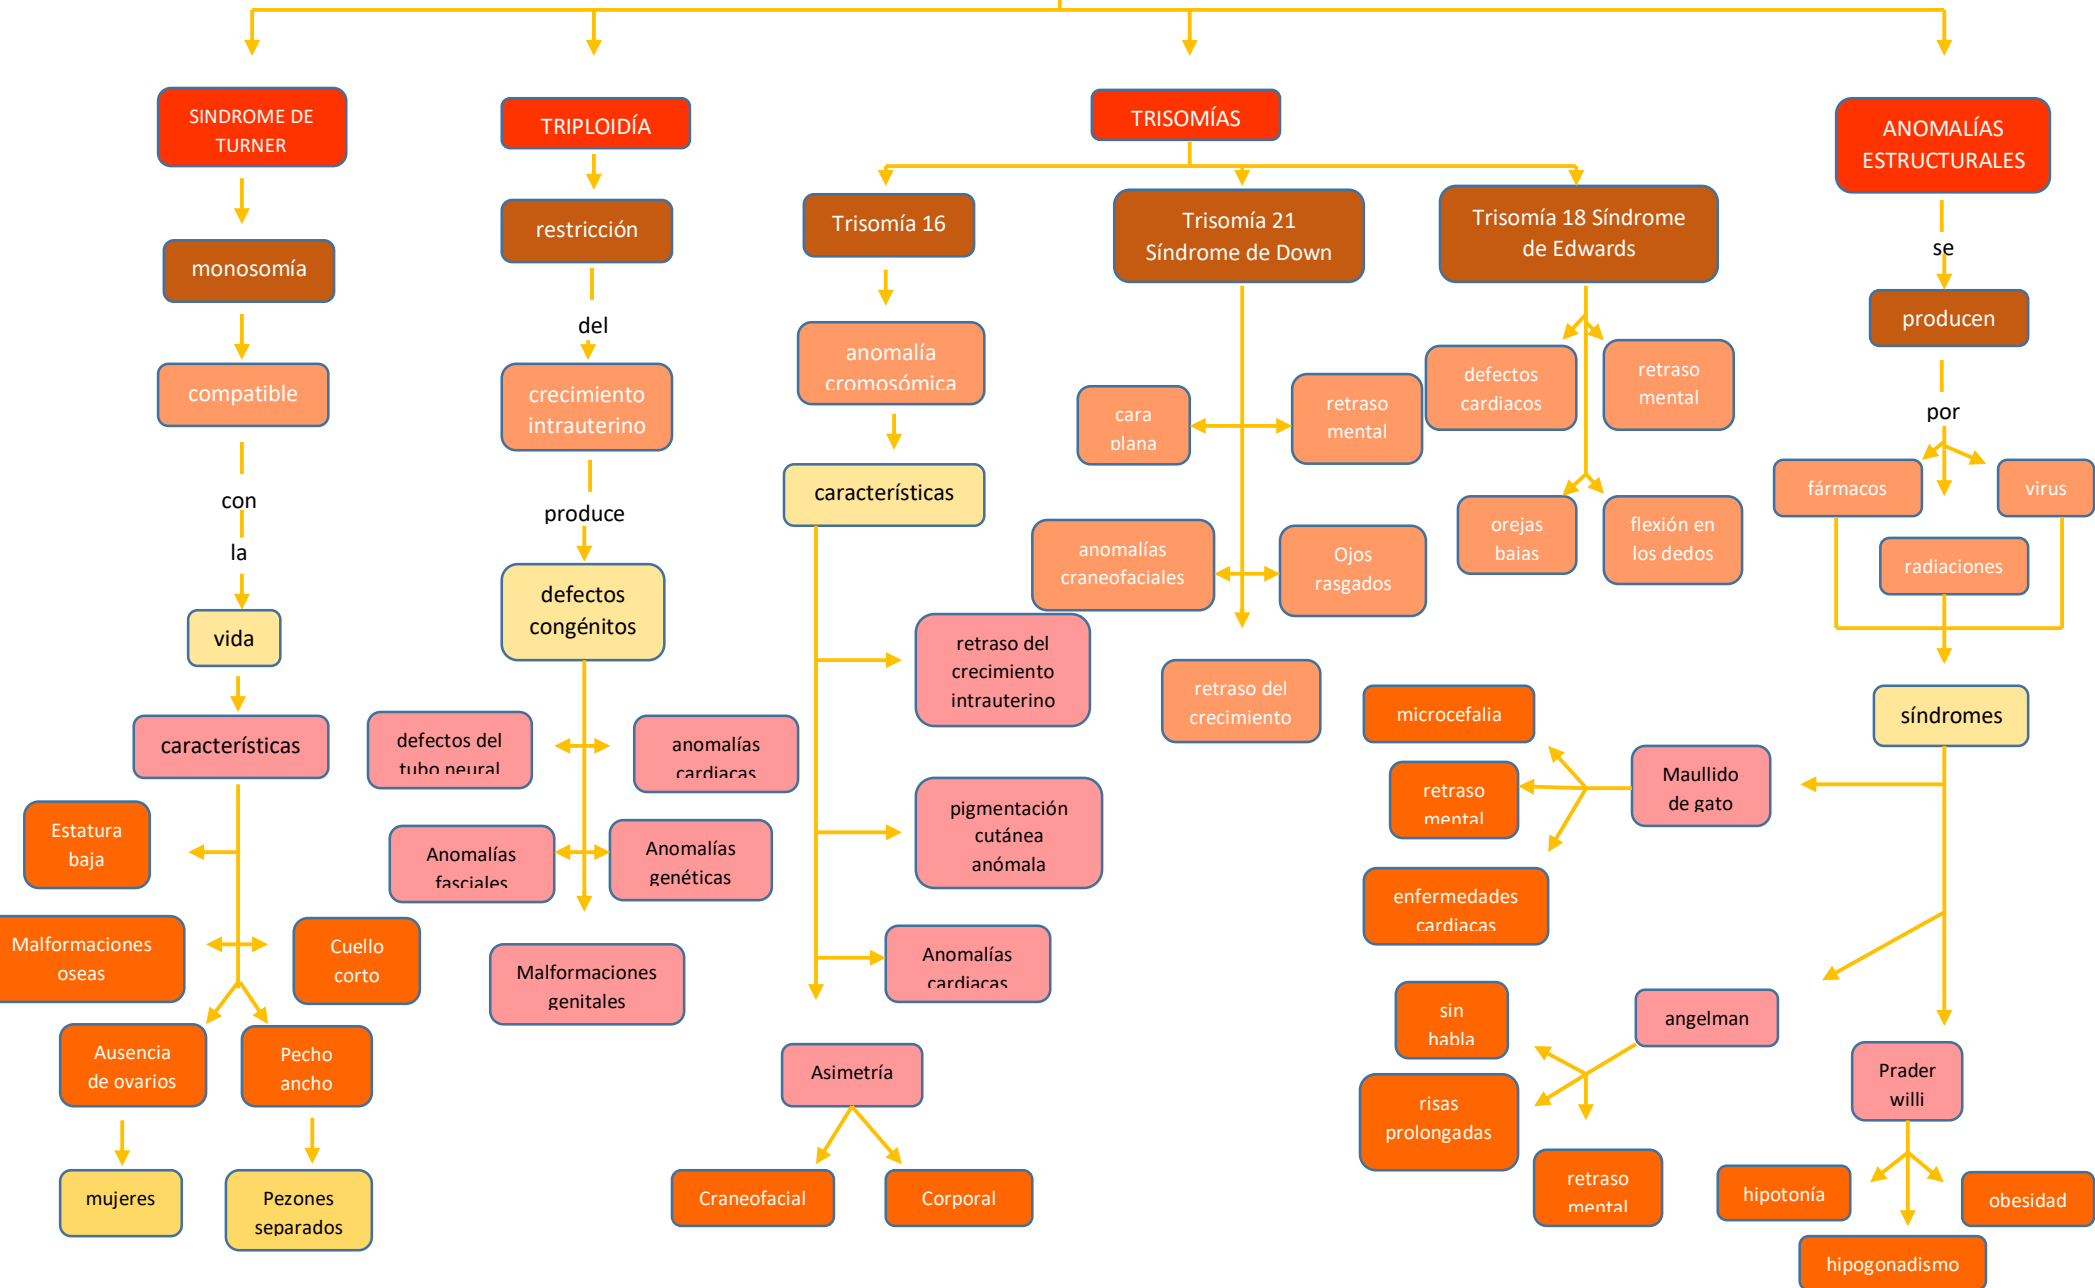 SINDROME DE
TURNER
monosomía
compatible
con
la
vida
características
Estatura
baja
Malformaciones
oseas
Cuello
corto
Ausencia
de ovarios
Pecho
ancho
mujeres
Pezones
separados
TRIPLOIDÍA
restricción
del
crecimiento
intrauterino
produce
defectos
congénitos
defectos del
tubo neural
anomalías
cardiacas
Anomalías
fasciales
Anomalías
genéticas
Malformaciones
genitales
TRISOMÍAS
Trisomía 16
anomalía
cromosómica
características
retraso del
crecimiento
intrauterino
pigmentación
cutánea
anómala
Anomalías
cardiacas
Asimetría
Craneofacial
Corporal
Trisomía 21
Síndrome de Down
cara
plana
retraso
mental
anomalías
craneofaciales
Ojos
rasgados
retraso del
crecimiento
Trisomía 18 Síndrome
de Edwards
defectos
cardiacos
retraso
mental
orejas
bajas
flexión en
los dedos
ANOMALÍAS
ESTRUCTURALES
se
producen
por
fármacos
virus
radiaciones
síndromes
Maullido
de gato
microcefalia
retraso
mental
enfermedades
cardiacas
angelman
sin
habla
risas
prolongadas
retraso
mental
Prader
willi
hipotonía
obesidad
hipogonadismo